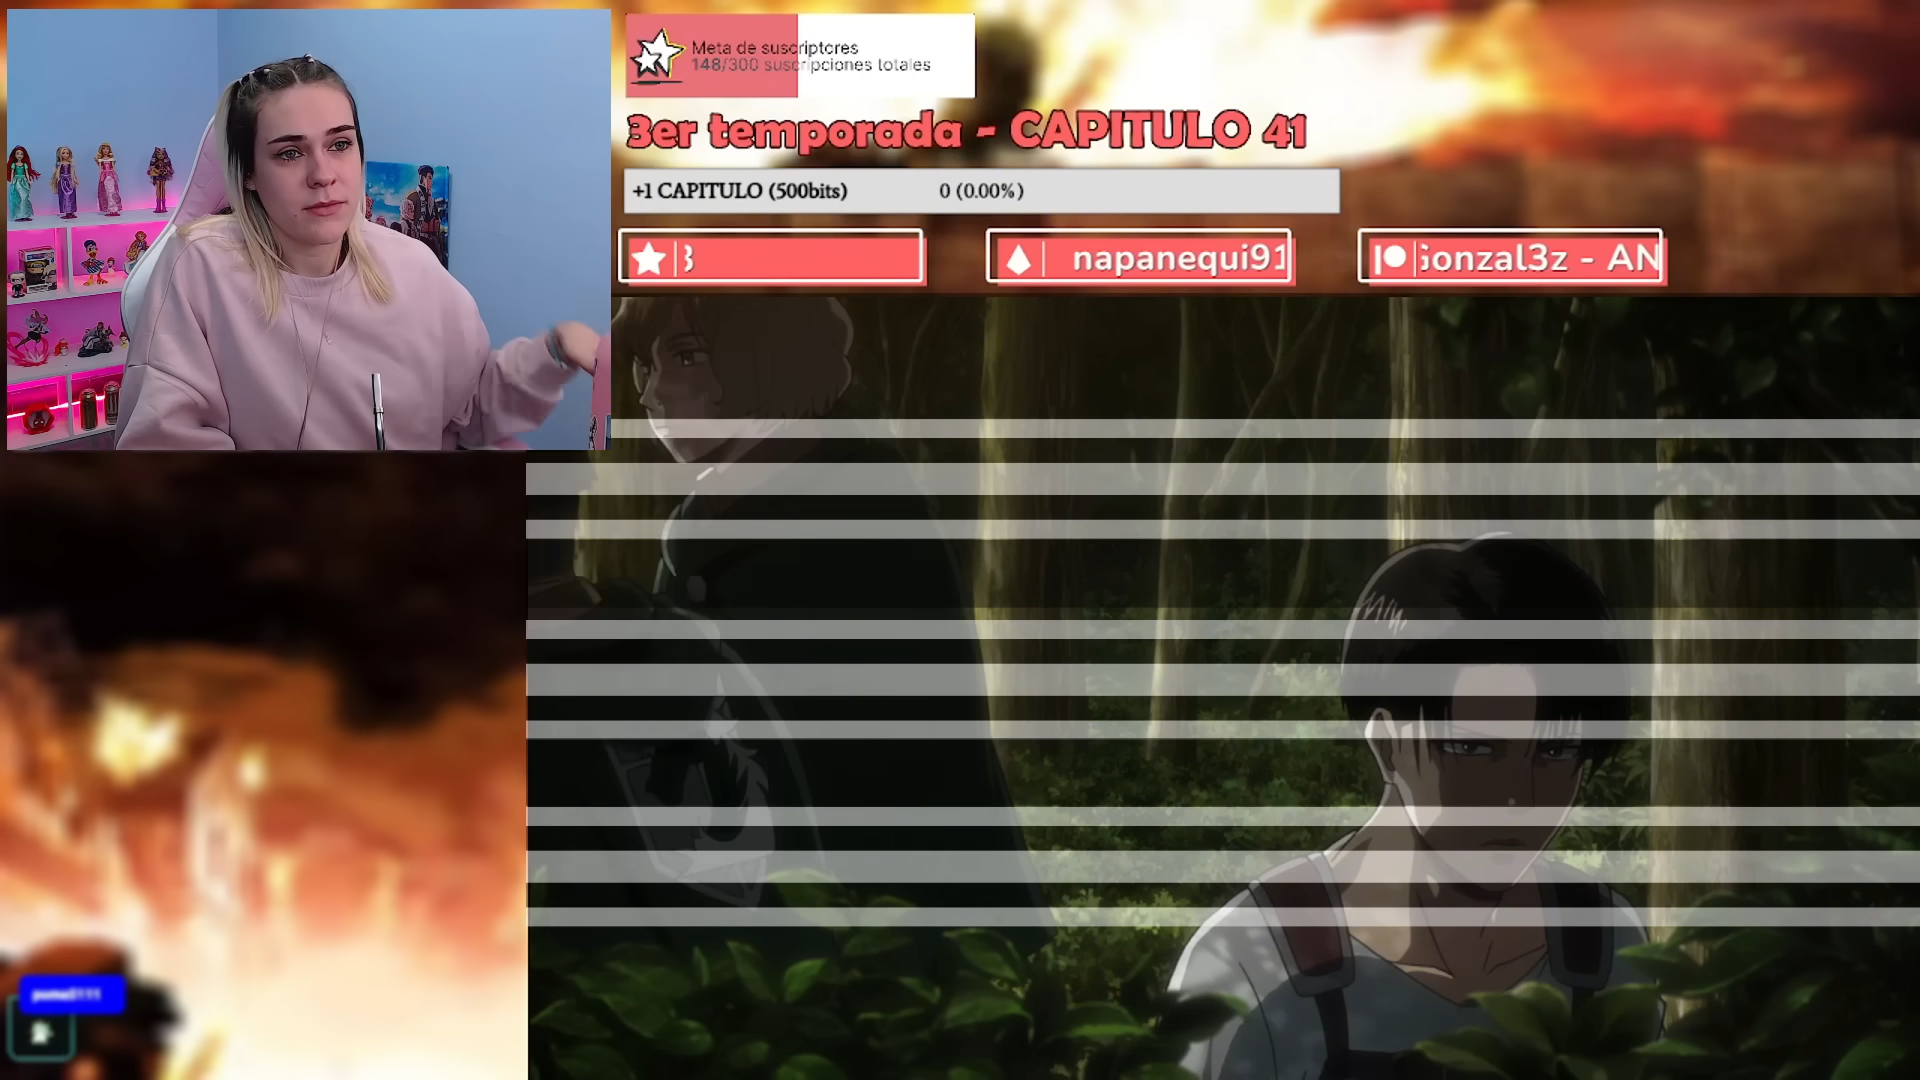 Meta de suscriptores
148/300 suscripciones totales
3er temporada - CAPITULO 41
+1 CAPITULO (500bits) 0 (0.00%)
napanequi91
Gonzal3z - AN